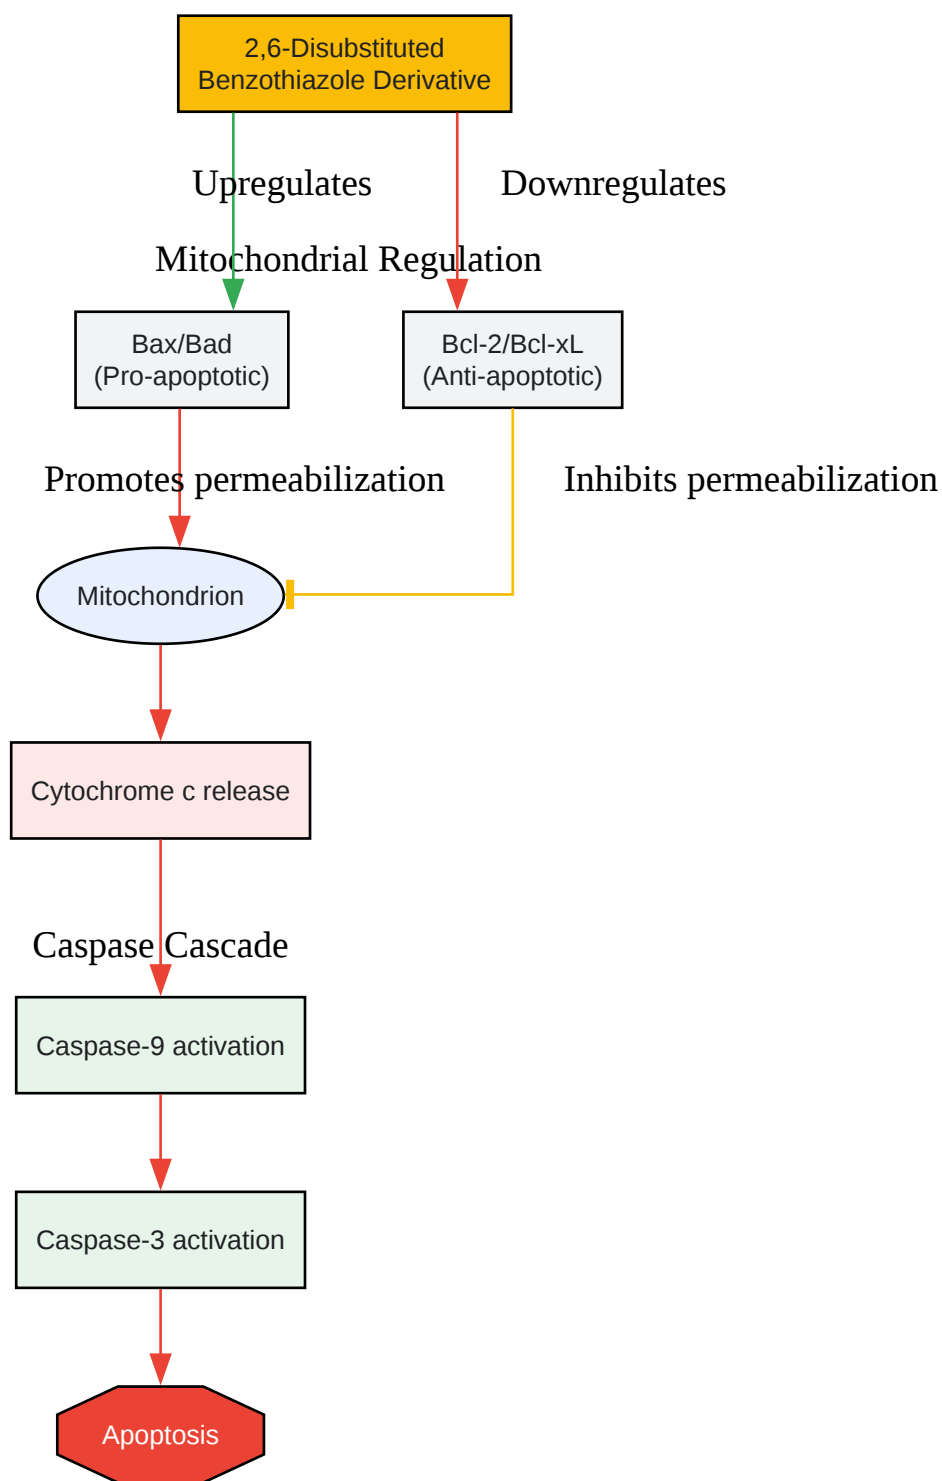 2,6-Disubstituted
Benzothiazole Derivative
Upregulates
Downregulates
Mitochondrial Regulation
Bax/Bad
(Pro-apoptotic)
Bcl-2/Bcl-xL
(Anti-apoptotic)
Promotes permeabilization
Inhibits permeabilization
Mitochondrion
Cytochrome c release
Caspase Cascade
Caspase-9 activation
Caspase-3 activation
Apoptosis